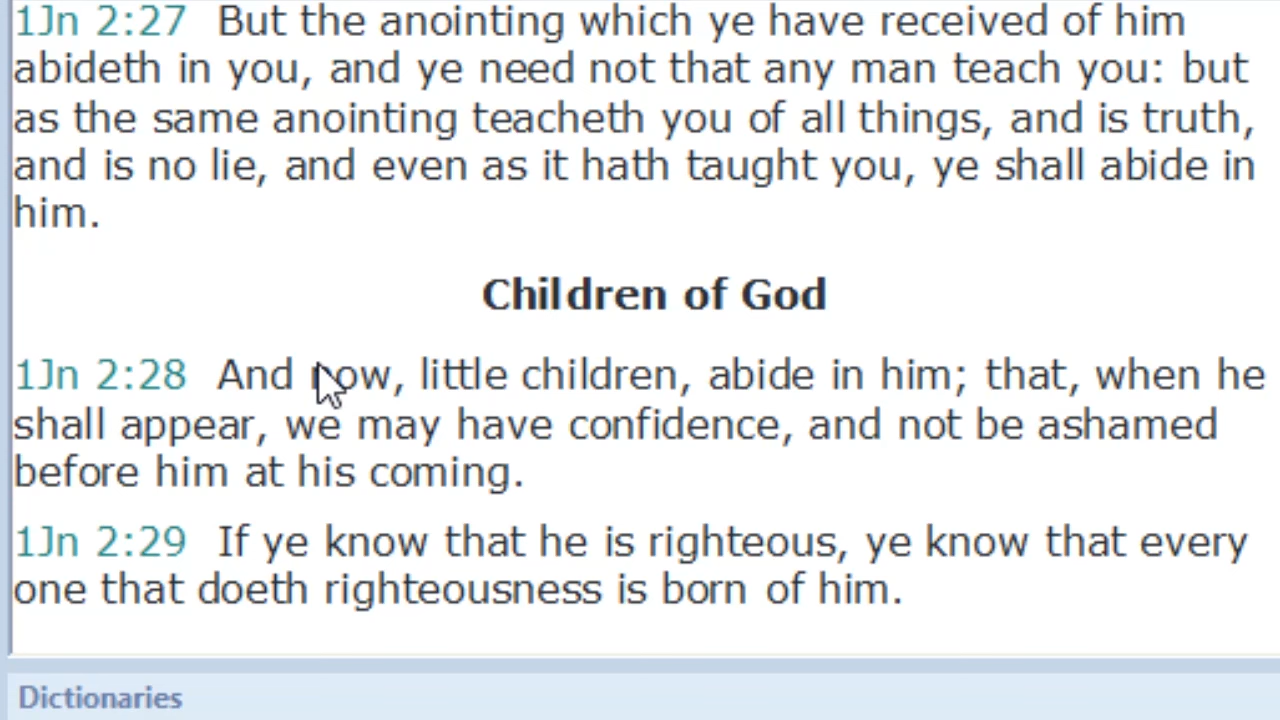 1Jn 2:27 But the anointing which ye have received of him
abideth in you, and ye need not that any man teach you: but
as the same anointing teacheth you of all things, and is truth,
and is no lie, and even as it hath taught you, ye shall abide in
him.
Children of God
1Jn 2:28 And now, little children, abide in him; that, when he
shall appear, we may have confidence, and not be ashamed
before him at his coming.
1Jn 2:29 If ye know that he is righteous, ye know that every
one that doeth righteousness is born of him.
Dictionaries